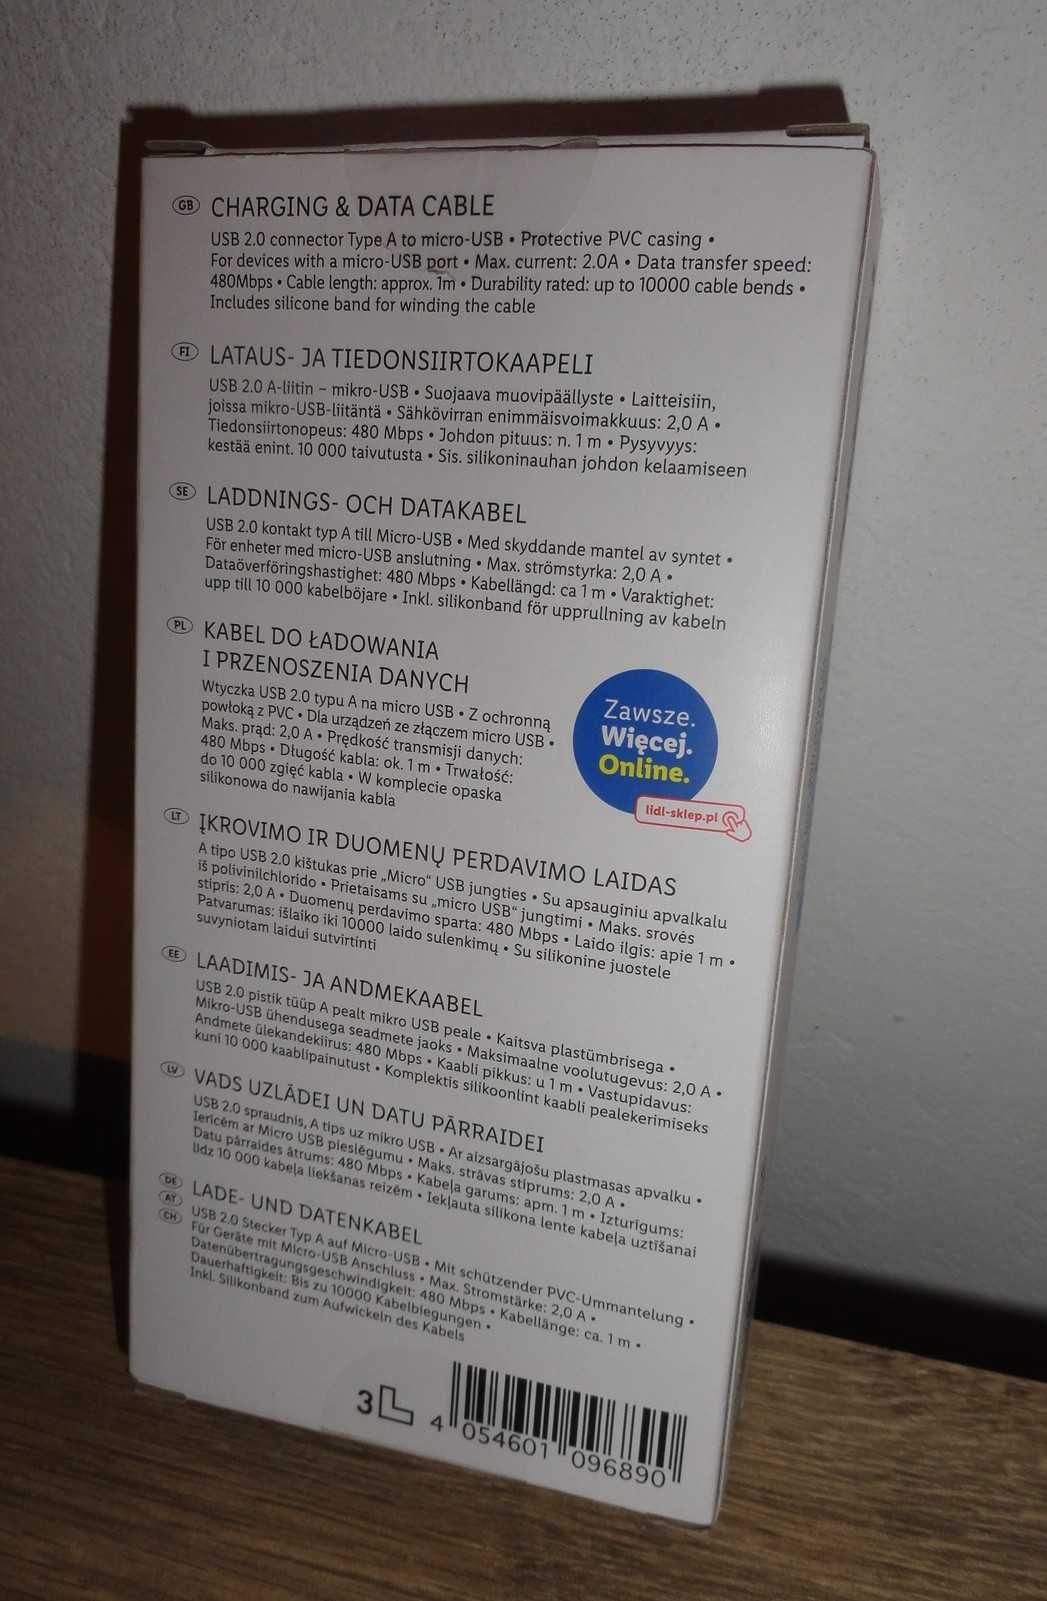 GB CHARGING & DATA CABLE
USB 2.0 connector Type A to micro-USB • Protective PVC casing •
For devices with a micro-USB port • Max. current: 2.0A • Data transfer speed:
480Mbps • Cable length: approx. 1m • Durability rated: up to 10000 cable bends •
Includes silicone band for winding the cable
FI LATAUS- JA TIEDONSIIRTOKAAPELI
USB 2.0 A-liitin – mikro-USB • Suojaava muovipäällyste • Laitteisiin,
joissa mikro-USB-liitäntä • Sähkövirran enimmäisvoimakkuus: 2,0 A •
Tiedonsiirtonopeus: 480 Mbps • Johdon pituus: n. 1 m • Pysyvyys:
kestää enint. 10 000 taivutusta • Sis. silikoninauhan johdon kelaamiseen
SE LADDNINGS- OCH DATAKABEL
USB 2.0 kontakt typ A till Micro-USB • Med skyddande mantel av syntet •
För enheter med micro-USB anslutning • Max. strömstyrka: 2,0 A •
Dataöverföringshastighet: 480 Mbps • Kabellängd: ca 1 m • Varaktighet:
upp till 10 000 kabelböjare • Inkl. silikonband för upprullning av kabeln
PL KABEL DO ŁADOWANIA
I PRZENOSZENIA DANYCH
Wtyczka USB 2.0 typu A na micro USB • Z ochronną
powłoką z PVC • Dla urządzeń ze złączem micro USB •
Maks. prąd: 2,0 A • Prędkość transmisji danych:
480 Mbps • Długość kabla: ok. 1 m • Trwałość:
do 10 000 zgięć kabla • W komplecie opaska
silikonowa do nawijania kabla
Zawsze.
Więcej.
Online.
lidl-sklep.pl
LT ĮKROVIMO IR DUOMENŲ PERDAVIMO LAIDAS
A tipo USB 2.0 kištukas prie „Micro“ USB jungties • Su apsauginiu apvalkalu
iš polivinilchlorido • Prietaisams su „micro USB“ jungtimi • Maks. srovės
stipris: 2,0 A • Duomenų perdavimo sparta: 480 Mbps • Laido ilgis: apie 1 m •
Patvarumas: išlaiko iki 10000 laido sulenkimų • Su silikonine juostele
suvyniotam laidui sutvirtinti
EE LAADIMIS- JA ANDMEKAABEL
USB 2.0 pistik tüüp A pealt mikro USB peale • Kaitsva plastümbrisega •
Mikro-USB ühendusega seadmete jaoks • Maksimaalne voolutugevus: 2,0 A •
Andmete ülekandekiirus: 480 Mbps • Kaabli pikkus: u 1 m • Vastupidavus:
kuni 10 000 kaablipainutust • Komplektis silikoonlint kaabli pealekerimiseks
LV VADS UZLĀDEI UN DATU PĀRRAIDEI
USB 2.0 spraudnis, A tips uz mikro USB • Ar aizsargājošu plastmasas apvalku •
Ierīcēm ar Micro USB pieslēgumu • Maks. strāvas stiprums: 2,0 A •
Datu pārraides ātrums: 480 Mbps • Kabeļa garums: apm. 1 m • Izturīgums:
līdz 10 000 kabeļa liekšanas reizēm • Iekļauta silikona lente kabeļa uztīšanai
DE AT CH LADE- UND DATENKABEL
USB 2.0 Stecker Typ A auf Micro-USB • Mit schützender PVC-Ummantelung •
Für Geräte mit Micro-USB Anschluss • Max. Stromstärke: 2,0 A •
Datenübertragungsgeschwindigkeit: 480 Mbps • Kabellänge: ca. 1 m •
Dauerhaftigkeit: Bis zu 10000 Kabelbiegungen •
Inkl. Silikonband zum Aufwickeln des Kabels
3L
4 054601 096890